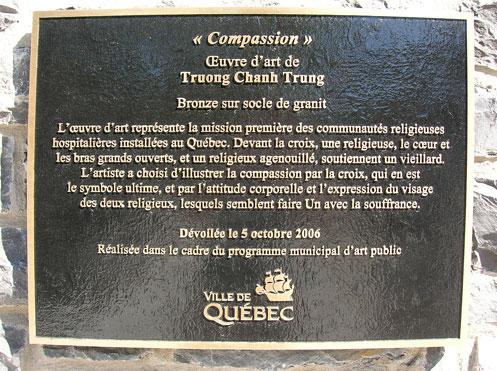 « Compassion »
Œuvre d'art de
Truong Chanh Trung
Bronze sur socle de granit
L'œuvre d'art représente la mission première des communautés religieuses
hospitalières installées au Québec. Devant la croix, une religieuse, le cœur et
les bras grands ouverts, et un religieux agenouillé, soutiennent un vieillard.
L'artiste a choisi d'illustrer la compassion par la croix, qui en est
le symbole ultime, et par l'attitude corporelle et l'expression du visage
des deux religieux, lesquels semblent faire Un avec la souffrance.
Dévoilée le 5 octobre 2006
Réalisée dans le cadre du programme municipal d'art public
VILLE DE
QUÉBEC